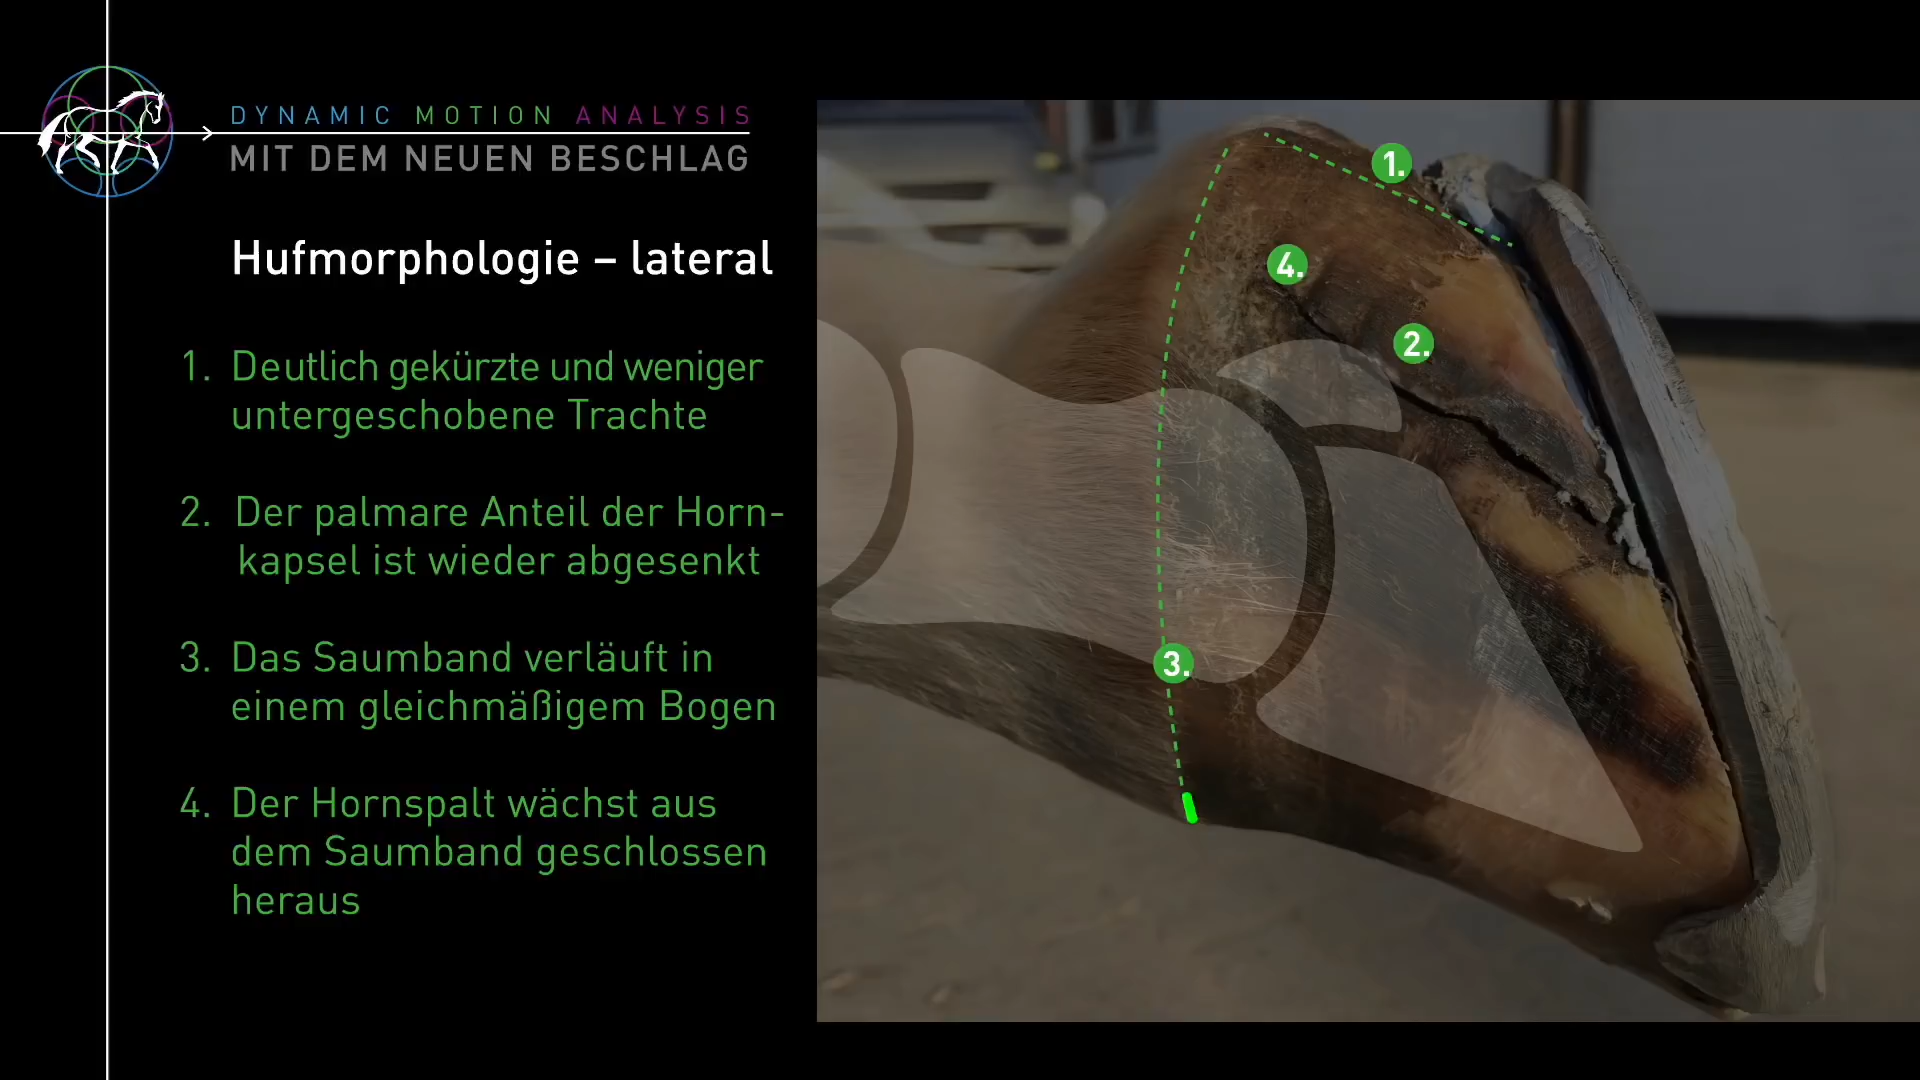 DYNAMIC MOTION ANALYSIS
MIT DEM NEUEN BESCHLAG
Hufmorphologie – lateral
1. Deutlich gekürzte und weniger
untergeschobene Trachte
2. Der palmare Anteil der Horn-
kapsel ist wieder abgesenkt
3. Das Saumband verläuft in
einem gleichmäßigem Bogen
4. Der Hornspalt wächst aus
dem Saumband geschlossen
heraus
1.
4.
2.
3.